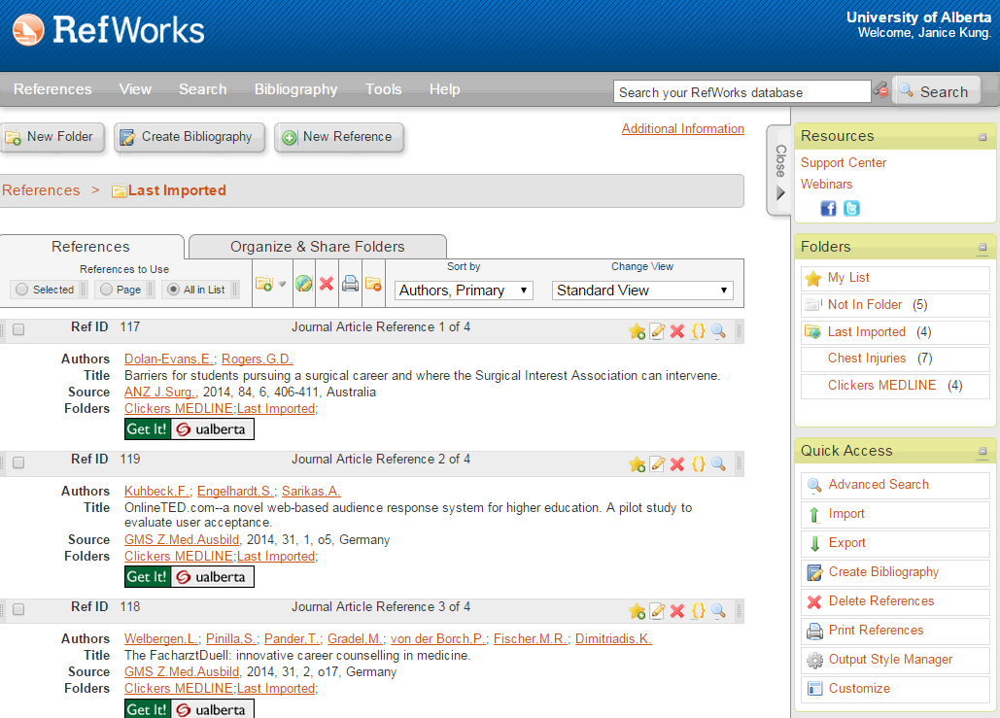 RefWorks
University of Alberta
Welcome, Janice Kung.
References View Search Bibliography Tools Help
Search your RefWorks database Search
New Folder Create Bibliography New Reference
Additional Information
References > Last Imported
References Organize & Share Folders
References to Use Sort by Change View
Selected Page All in List Authors, Primary Standard View
Ref ID 117 Journal Article Reference 1 of 4
Authors Dolan-Evans,E.; Rogers,G.D.
Title Barriers for students pursuing a surgical career and where the Surgical Interest Association can intervene.
Source ANZ J.Surg., 2014, 84, 6, 406-411, Australia
Folders Clickers MEDLINE;Last Imported;
Get It! ualberta
Ref ID 119 Journal Article Reference 2 of 4
Authors Kuhbeck,F.; Engelhardt,S.; Sarikas,A.
Title OnlineTED.com--a novel web-based audience response system for higher education. A pilot study to
evaluate user acceptance.
Source GMS Z.Med.Ausbild, 2014, 31, 1, o5, Germany
Folders Clickers MEDLINE;Last Imported;
Get It! ualberta
Ref ID 118 Journal Article Reference 3 of 4
Authors Welbergen,L.; Pinilla,S.; Pander,T.; Gradel,M.; von der Borch,P.; Fischer,M.R.; Dimitriadis,K.
Title The FacharztDuell: innovative career counselling in medicine.
Source GMS Z.Med.Ausbild, 2014, 31, 2, o17, Germany
Folders Clickers MEDLINE;Last Imported;
Get It! ualberta
Close
Resources
Support Center
Webinars
Folders
My List
Not In Folder (5)
Last Imported (4)
Chest Injuries (7)
Clickers MEDLINE (4)
Quick Access
Advanced Search
Import
Export
Create Bibliography
Delete References
Print References
Output Style Manager
Customize